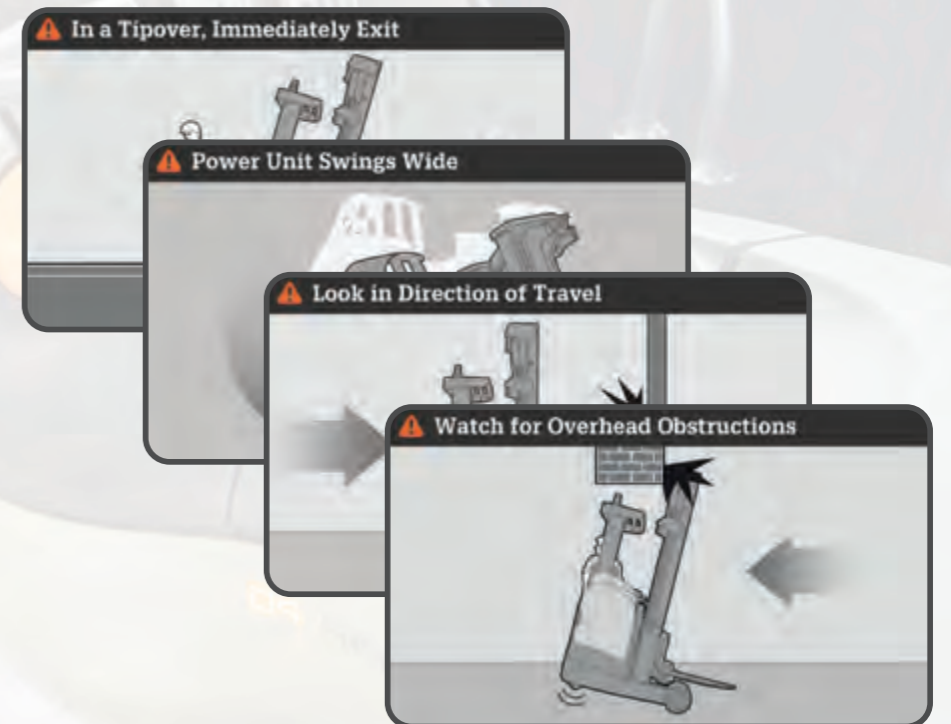 In a Tipover, Immediately Exit
Power Unit Swings Wide
Look in Direction of Travel
Watch for Overhead Obstructions